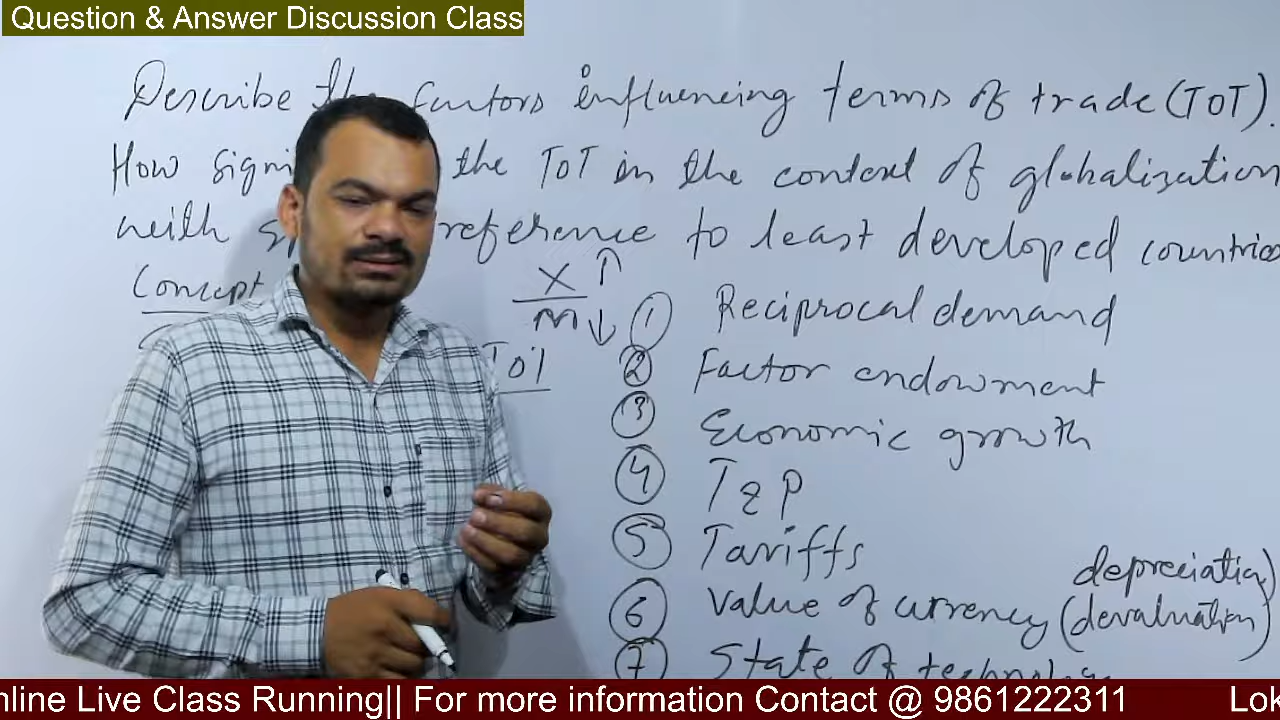 Question & Answer Discussion Class
Describe the factors influencing terms of trade (ToT).
How the ToT in the context of globalization
with reference to least developed countries
Concept
X ↑
m ↓
ToT
① Reciprocal demand
② Factor endowment
③ Economic growth
④ T & P
⑤ Tariffs
depreciation)
⑥ Value of currency (devaluation)
⑦ State of technology
nline Live Class Running|| For more information Contact @ 9861222311 Lok